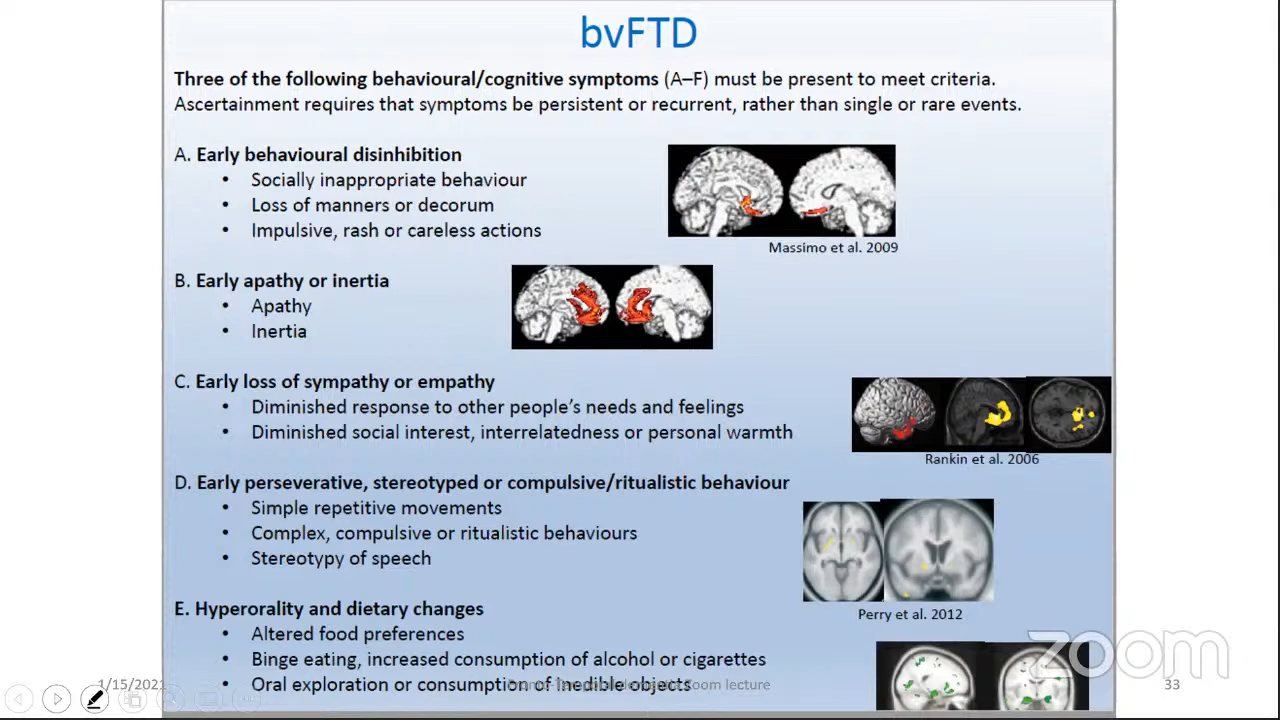 bvFTD
Three of the following behavioural/cognitive symptoms (A–F) must be present to meet criteria.
Ascertainment requires that symptoms be persistent or recurrent, rather than single or rare events.
A. Early behavioural disinhibition
• Socially inappropriate behaviour
• Loss of manners or decorum
• Impulsive, rash or careless actions
Massimo et al. 2009
B. Early apathy or inertia
• Apathy
• Inertia
C. Early loss of sympathy or empathy
• Diminished response to other people's needs and feelings
• Diminished social interest, interrelatedness or personal warmth
Rankin et al. 2006
D. Early perseverative, stereotyped or compulsive/ritualistic behaviour
• Simple repetitive movements
• Complex, compulsive or ritualistic behaviours
• Stereotypy of speech
Perry et al. 2012
E. Hyperorality and dietary changes
• Altered food preferences
• Binge eating, increased consumption of alcohol or cigarettes
• Oral exploration or consumption of inedible objects
1/15/2021
Zoom lecture
33
zoom